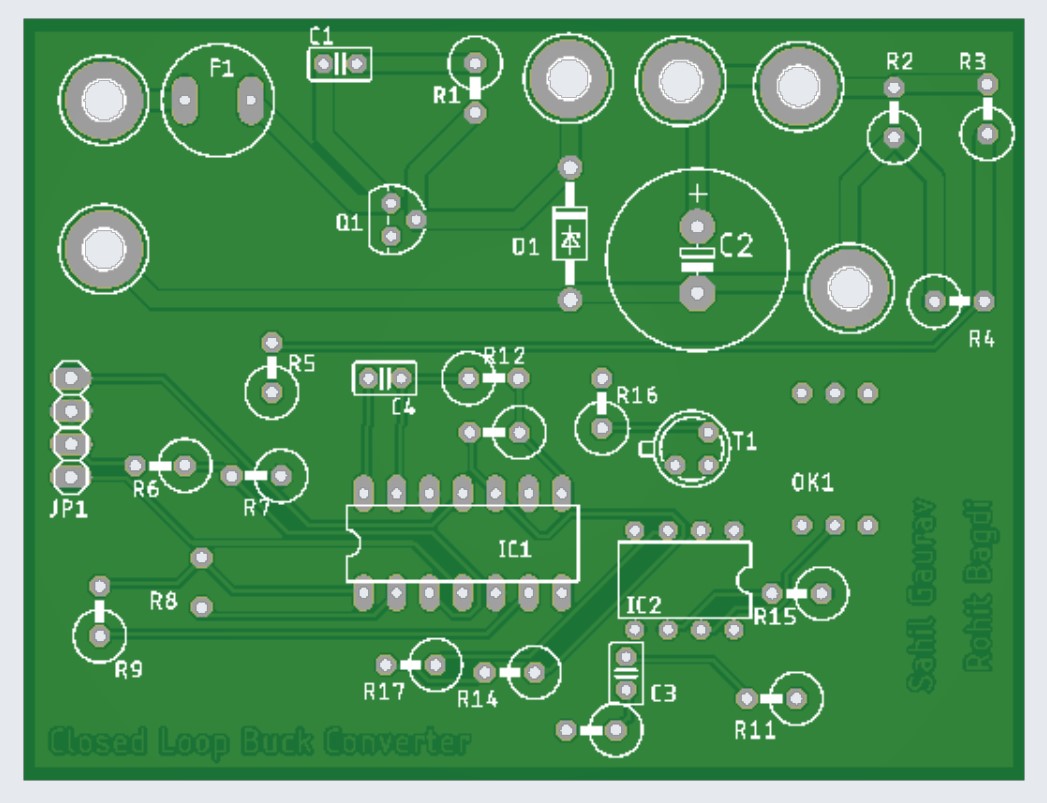 C1
F1
R1
R2
R3
Q1
D1
+
C2
R4
R5
R12
C4
R16
T1
R6
R7
JP1
OK1
IC1
IC2
R8
R15
R9
R17
R14
C3
R11
Sahil Gaurav
Rohit Bagdi
Closed Loop Buck Converter